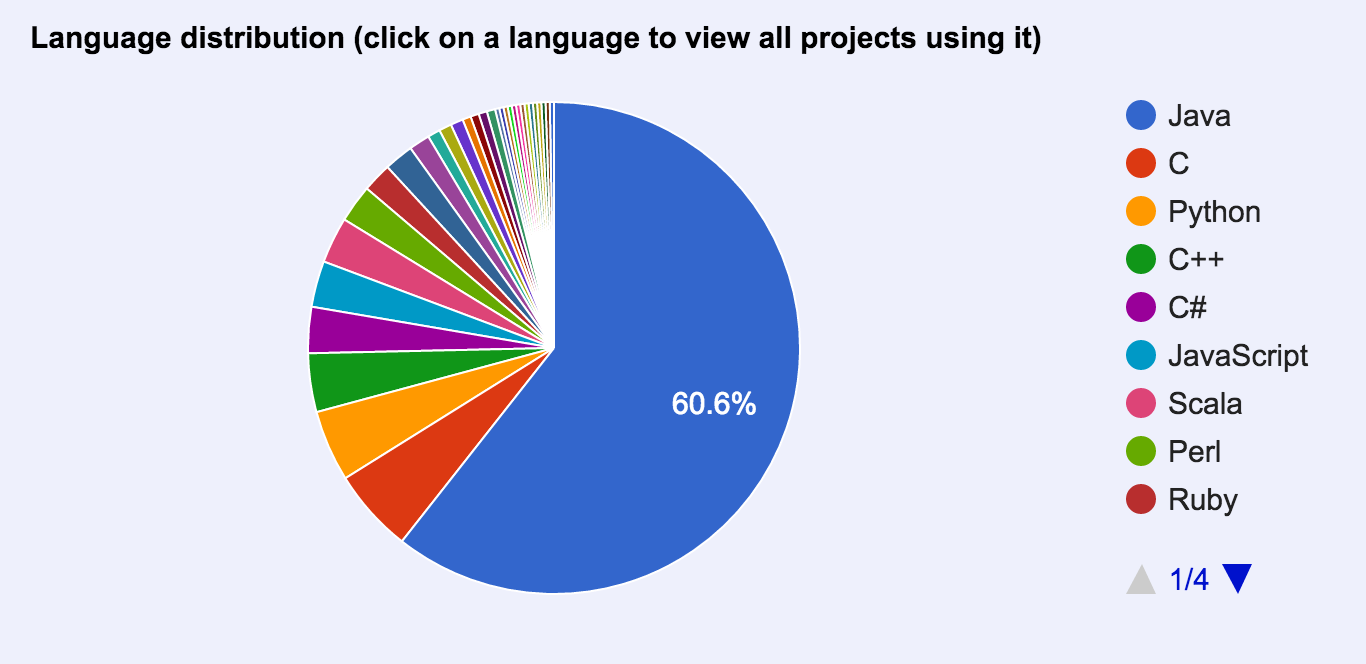 Language distribution (click on a language to view all projects using it)
60.6%
Java
C
Python
C++
C#
JavaScript
Scala
Perl
Ruby
1/4